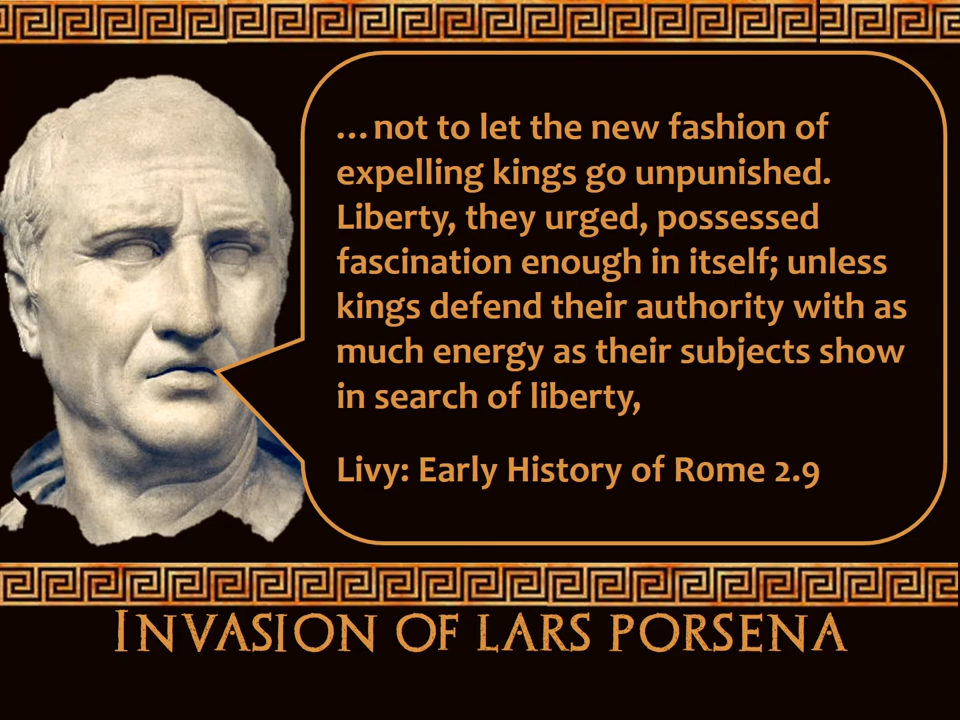 …not to let the new fashion of
expelling kings go unpunished.
Liberty, they urged, possessed
fascination enough in itself; unless
kings defend their authority with as
much energy as their subjects show
in search of liberty,
Livy: Early History of R0me 2.9
INVASION OF LARS PORSENA